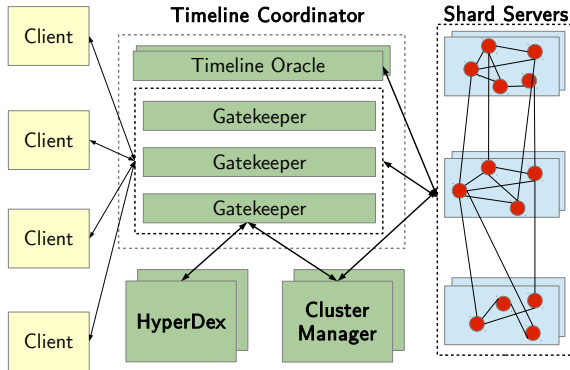 Timeline Coordinator
Shard Servers
Client
Client
Client
Client
Timeline Oracle
Gatekeeper
Gatekeeper
Gatekeeper
HyperDex
Cluster
Manager